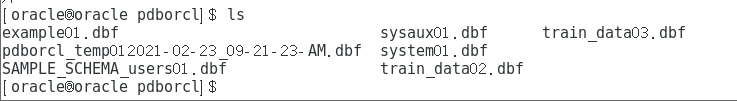 [oracle@oracle pdborcl]$ ls
example01.dbf sysaux01.dbf train_data03.dbf
pdborcl_temp012021-02-23_09-21-23-AM.dbf system01.dbf
SAMPLE_SCHEMA_users01.dbf train_data02.dbf
[oracle@oracle pdborcl]$